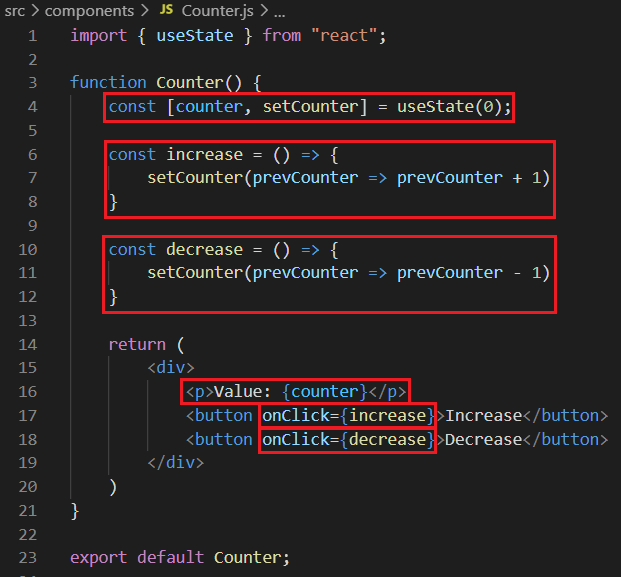 src > components > JS Counter.js > ...
1 import { useState } from "react";
2
3 function Counter() {
4 const [counter, setCounter] = useState(0);
5
6 const increase = () => {
7 setCounter(prevCounter => prevCounter + 1)
8 }
9
10 const decrease = () => {
11 setCounter(prevCounter => prevCounter - 1)
12 }
13
14 return (
15 <div>
16 <p>Value: {counter}</p>
17 <button onClick={increase}>Increase</button>
18 <button onClick={decrease}>Decrease</button>
19 </div>
20 )
21 }
22
23 export default Counter;